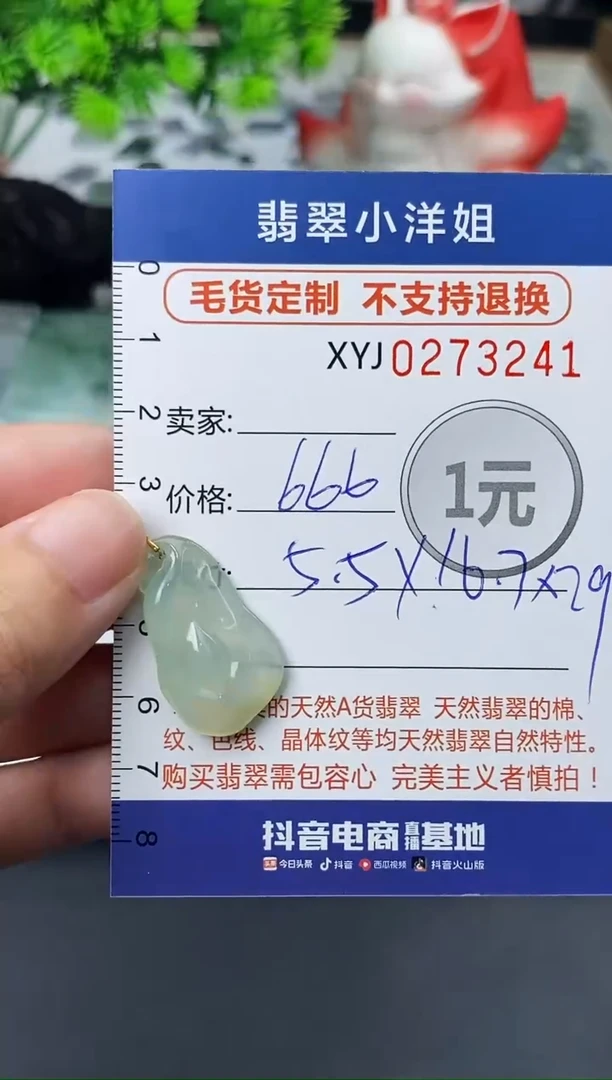 翡翠小洋姐
毛货定制 不支持退换
XYJ0273241
卖家:
价格: 666
1元
5.5X16.7x29
的天然A货翡翠 天然翡翠的棉、
纹、色线、晶体纹等均天然翡翠自然特性。
购买翡翠需包容心 完美主义者慎拍！
抖音电商直播基地
今日头条 抖音 西瓜视频 抖音火山版
0
1
2
3
6
7
8